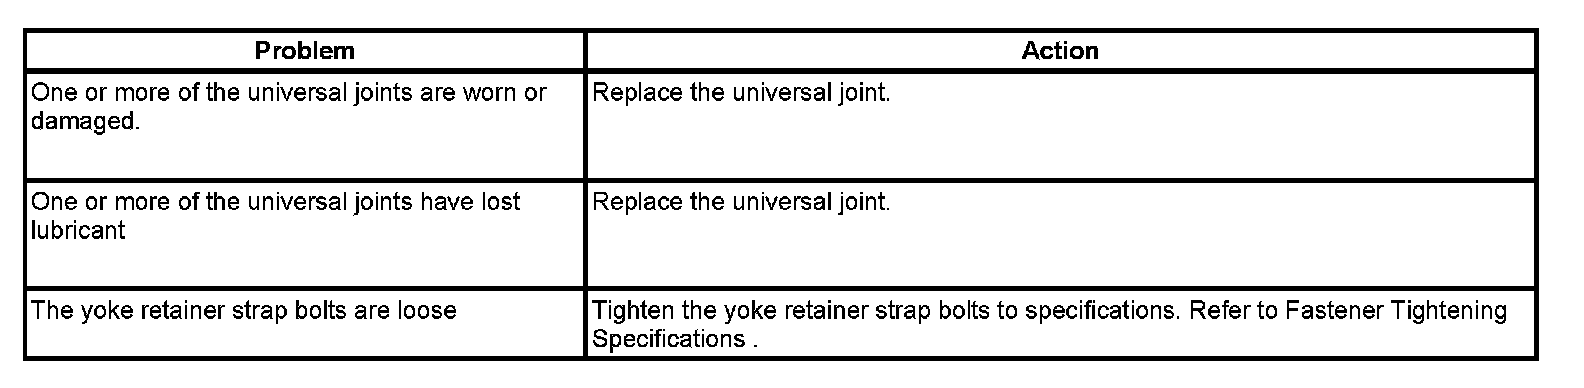 Problem Action
One or more of the universal joints are worn or Replace the universal joint.
damaged.
One or more of the universal joints have lost Replace the universal joint.
lubricant
The yoke retainer strap bolts are loose Tighten the yoke retainer strap bolts to specifications. Refer to Fastener Tightening
Specifications .